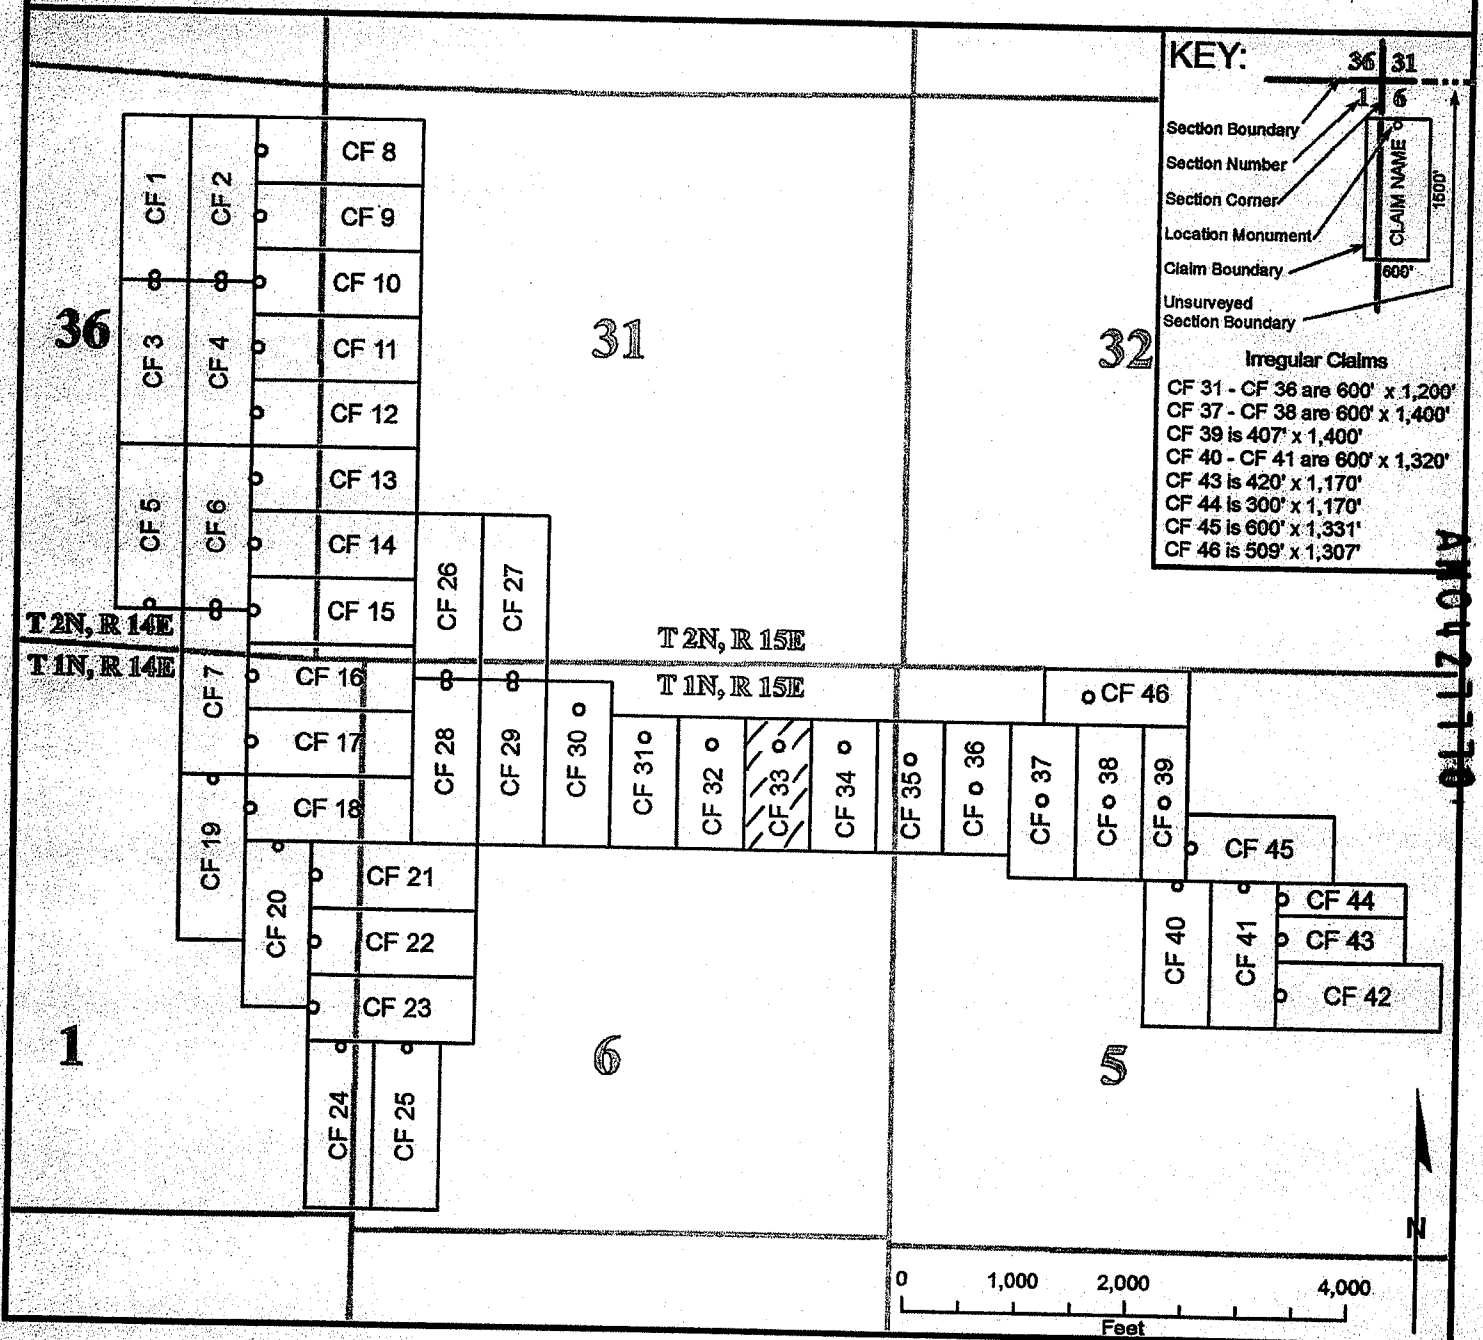 KEY:
36 31
1 6
Section Boundary
Section Number
Section Corner
Location Monument
Claim Boundary
Unsurveyed
Section Boundary
CLAIM NAME
1500'
600'
Irregular Claims
CF 31 - CF 36 are 600' x 1,200'
CF 37 - CF 38 are 600' x 1,400'
CF 39 is 407' x 1,400'
CF 40 - CF 41 are 600' x 1,320'
CF 43 is 420' x 1,170'
CF 44 is 300' x 1,170'
CF 45 is 600' x 1,331'
CF 46 is 509' x 1,307'
CF 1
CF 2
CF 8
CF 9
CF 10
36
31
32
CF 3
CF 4
CF 11
CF 12
CF 5
CF 6
CF 13
CF 14
CF 15
CF 26
CF 27
T 2N, R 14E
T 2N, R 15E
T 1N, R 14E
T 1N, R 15E
CF 7
CF 16
CF 17
CF 18
CF 46
CF 28
CF 29
CF 30
CF 31
CF 32
CF 33
CF 34
CF 35
CF 36
CF 37
CF 38
CF 39
CF 19
CF 20
CF 21
CF 22
CF 23
CF 45
CF 44
CF 43
CF 42
CF 40
CF 41
1
6
5
CF 24
CF 25
N
0 1,000 2,000 4,000
Feet